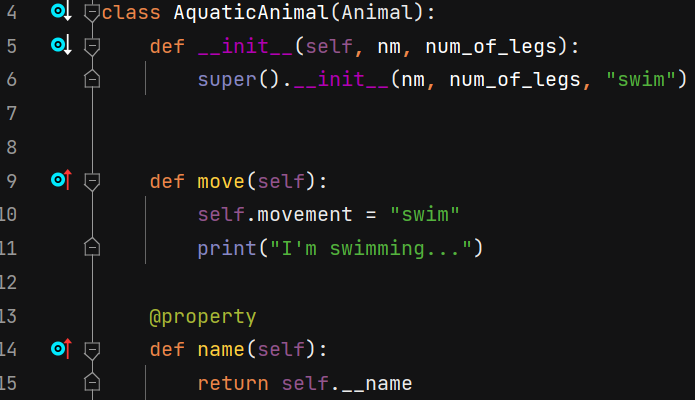 4 class AquaticAnimal(Animal):
5 def __init__(self, nm, num_of_legs):
6 super().__init__(nm, num_of_legs, "swim")
7
8
9 def move(self):
10 self.movement = "swim"
11 print("I'm swimming...")
12
13 @property
14 def name(self):
15 return self.__name